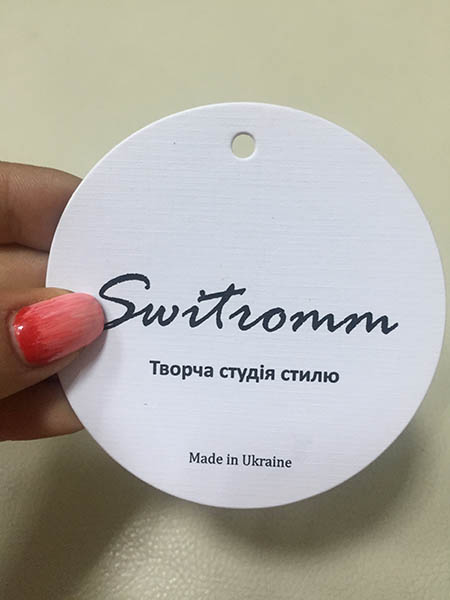 Switromm
Творча студія стилю
Made in Ukraine